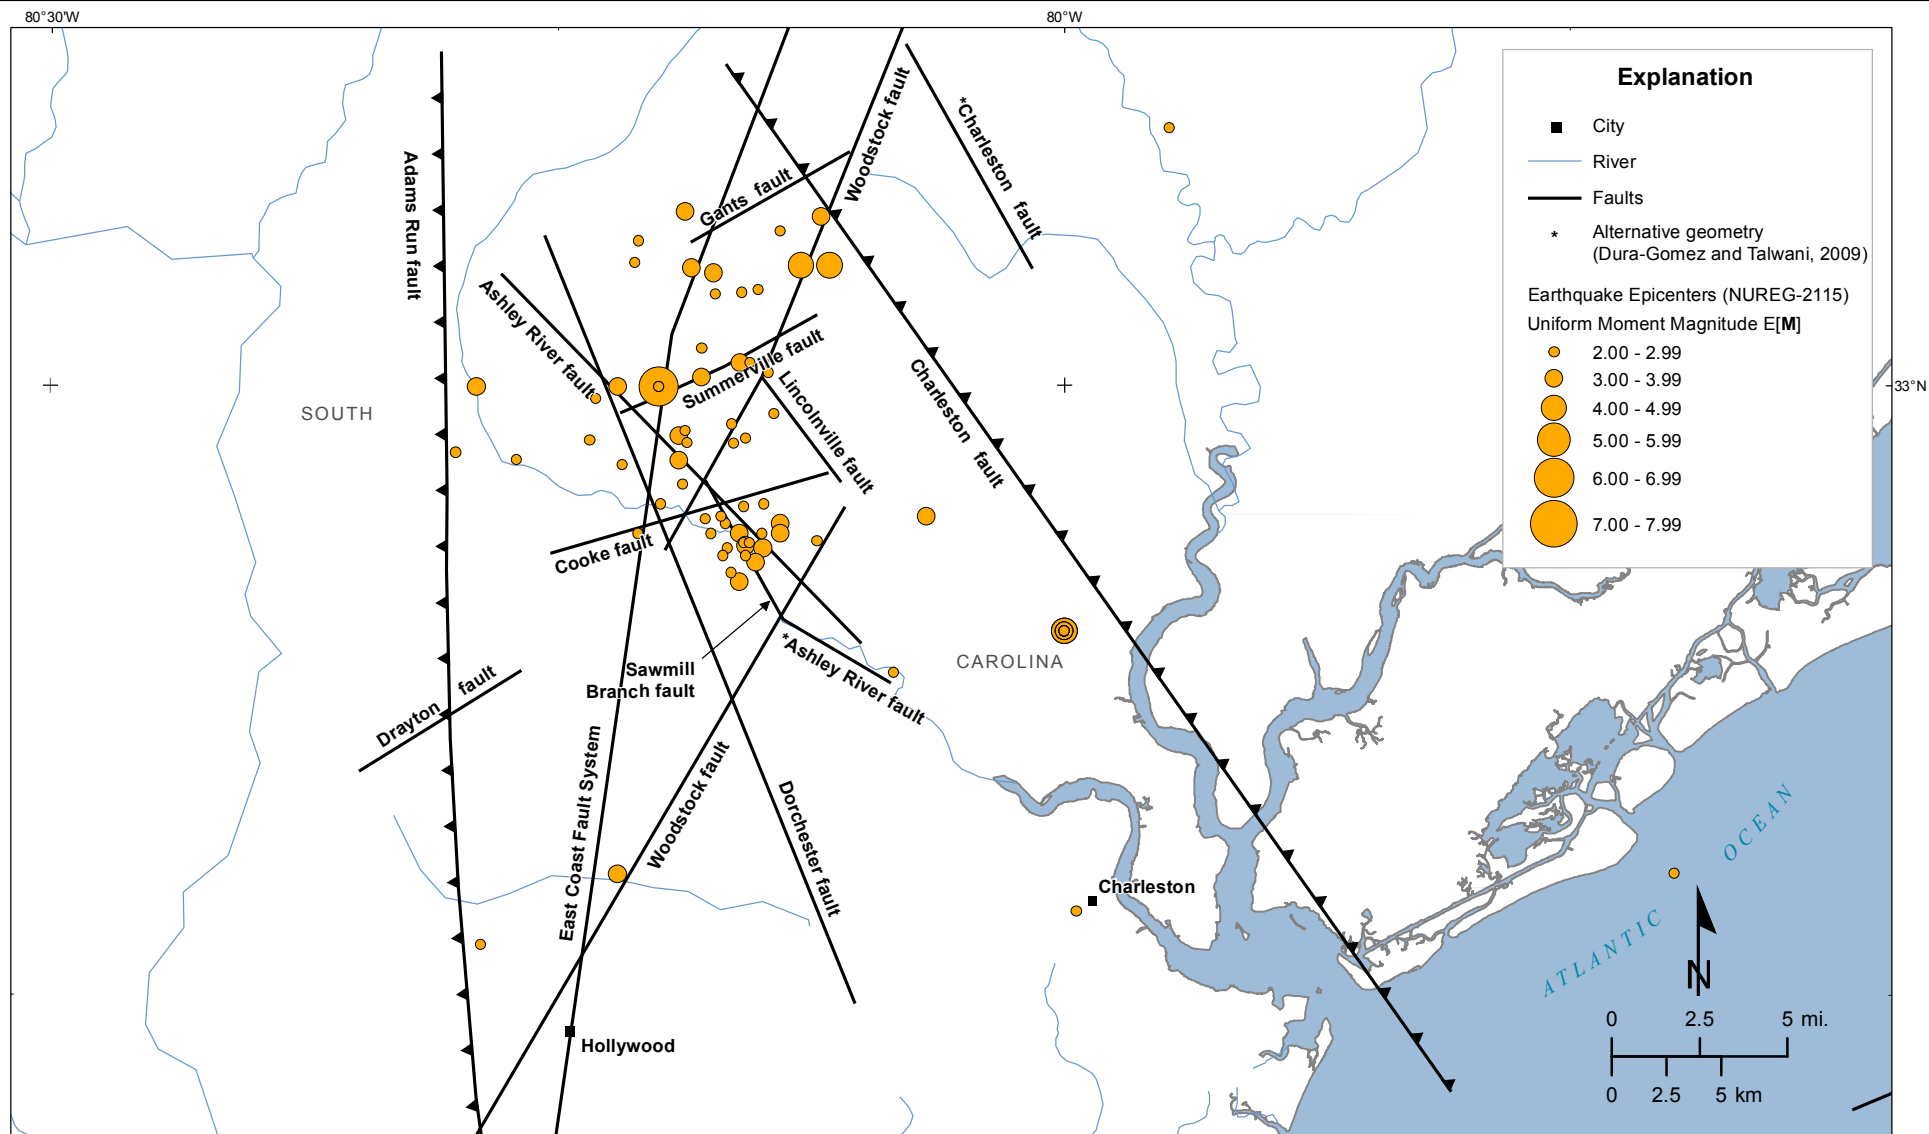 80°30'W
80°W
Explanation
City
River
Faults
* Alternative geometry
(Dura-Gomez and Talwani, 2009)
Earthquake Epicenters (NUREG-2115)
Uniform Moment Magnitude E[M]
2.00 - 2.99
3.00 - 3.99
4.00 - 4.99
5.00 - 5.99
6.00 - 6.99
7.00 - 7.99
33°N
Adams Run fault
Woodstock fault
*Charleston fault
Gants fault
Ashley River fault
Summerville fault
Lincolnville fault
Charleston fault
SOUTH
Cooke fault
CAROLINA
Sawmill
Branch fault
*Ashley River fault
Drayton fault
East Coast Fault System
Woodstock fault
Dorchester fault
Charleston
Hollywood
ATLANTIC OCEAN
N
0 2.5 5 mi.
0 2.5 5 km